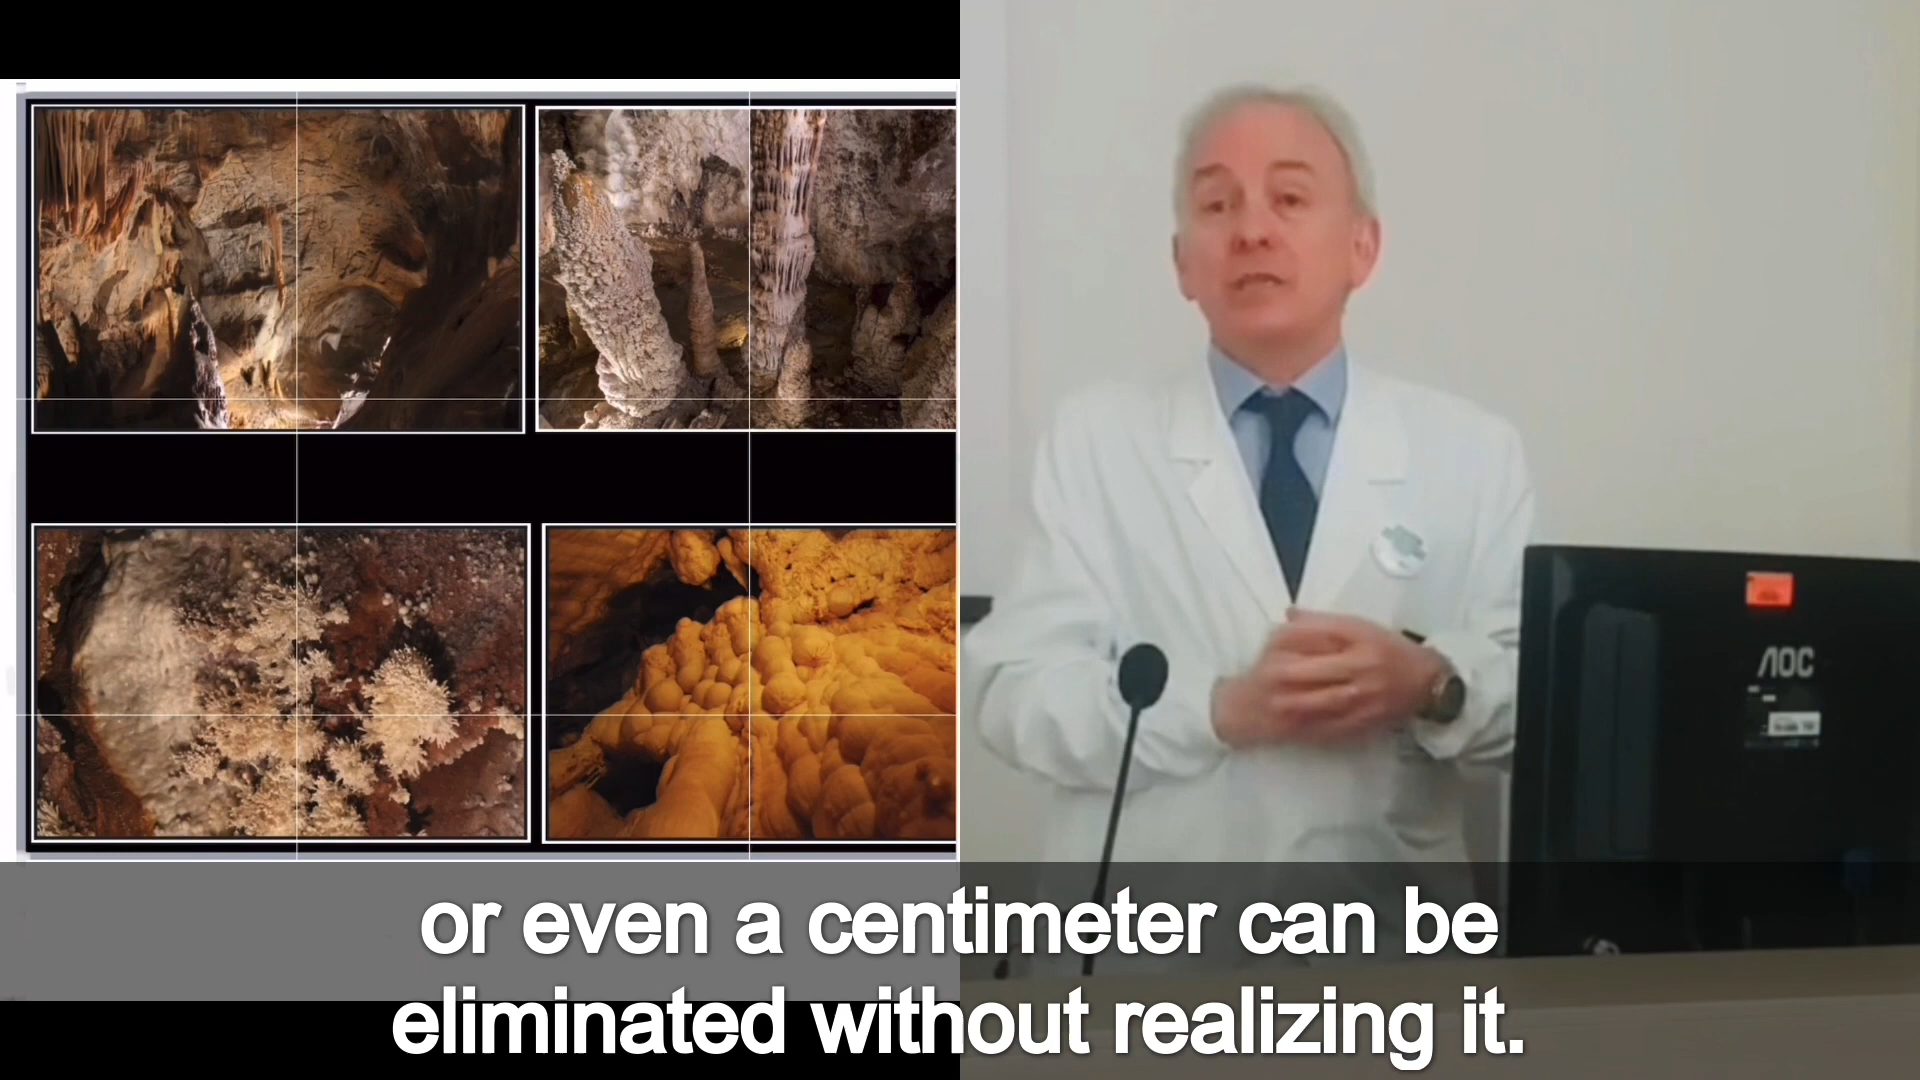 AOC
or even a centimeter can be
eliminated without realizing it.